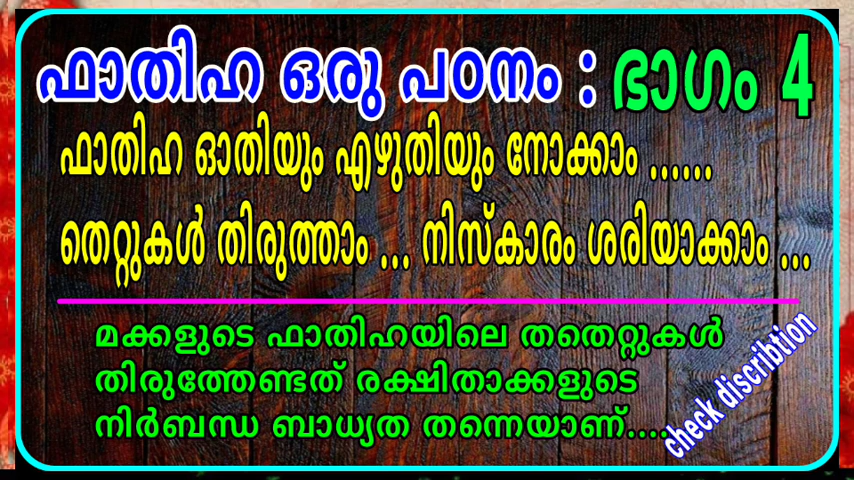 ഫാതിഹ ഒരു പഠനം : ഭാഗം 4
ഫാതിഹ ഓതിയും എഴുതിയും നോക്കാം ......
തെറ്റുകൾ തിരുത്താം ... നിസ്കാരം ശരിയാക്കാം ...
മക്കളുടെ ഫാതിഹയിലെ തതെറ്റുകൾ
തിരുത്തേണ്ടത് രക്ഷിതാക്കളുടെ
നിർബന്ധ ബാധ്യത തന്നെയാണ്....
check discribtion